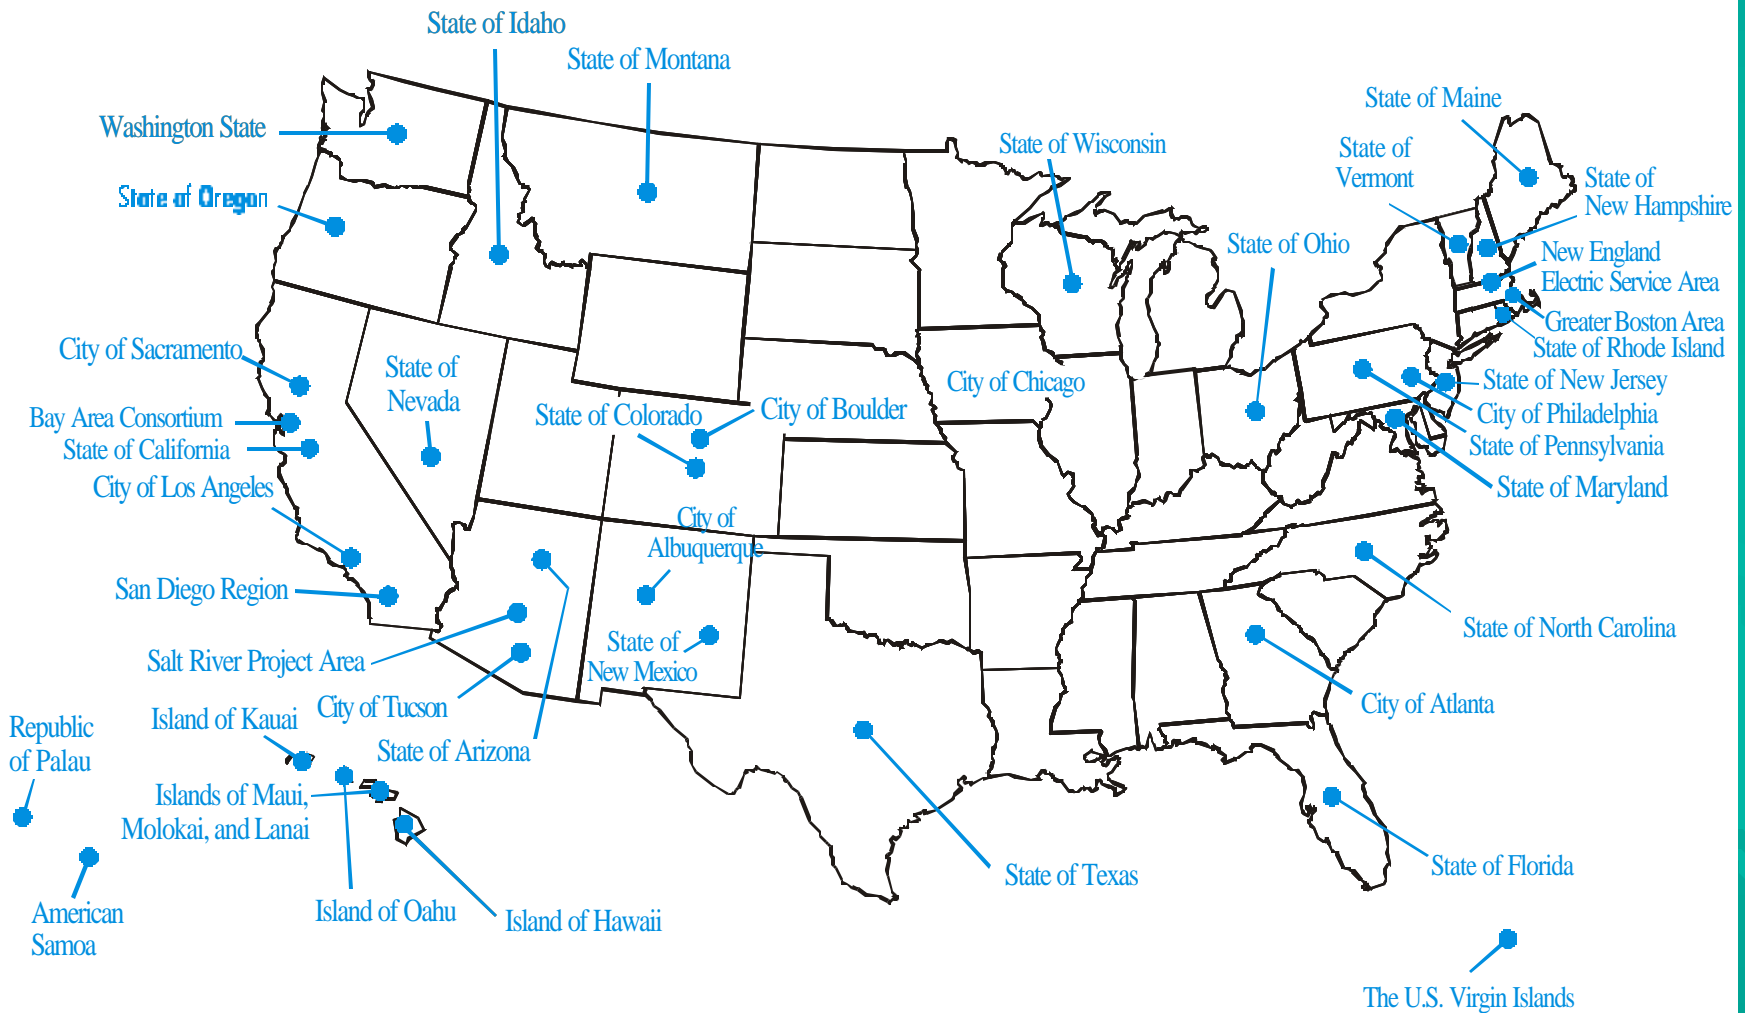 State of Idaho
State of Montana
State of Maine
Washington State
State of Wisconsin
State of
Vermont
State of
New Hampshire
State of Oregon
State of Ohio
New England
Electric Service Area
Greater Boston Area
State of Rhode Island
City of Sacramento
State of
Nevada
City of Chicago
State of New Jersey
Bay Area Consortium
State of Colorado
City of Boulder
City of Philadelphia
State of California
State of Pennsylvania
City of Los Angeles
State of Maryland
City of
Albuquerque
San Diego Region
State of
New Mexico
State of North Carolina
Salt River Project Area
City of Tucson
City of Atlanta
Island of Kauai
State of Arizona
Republic
of Palau
Islands of Maui,
Molokai, and Lanai
State of Texas
State of Florida
American
Samoa
Island of Oahu
Island of Hawaii
The U.S. Virgin Islands